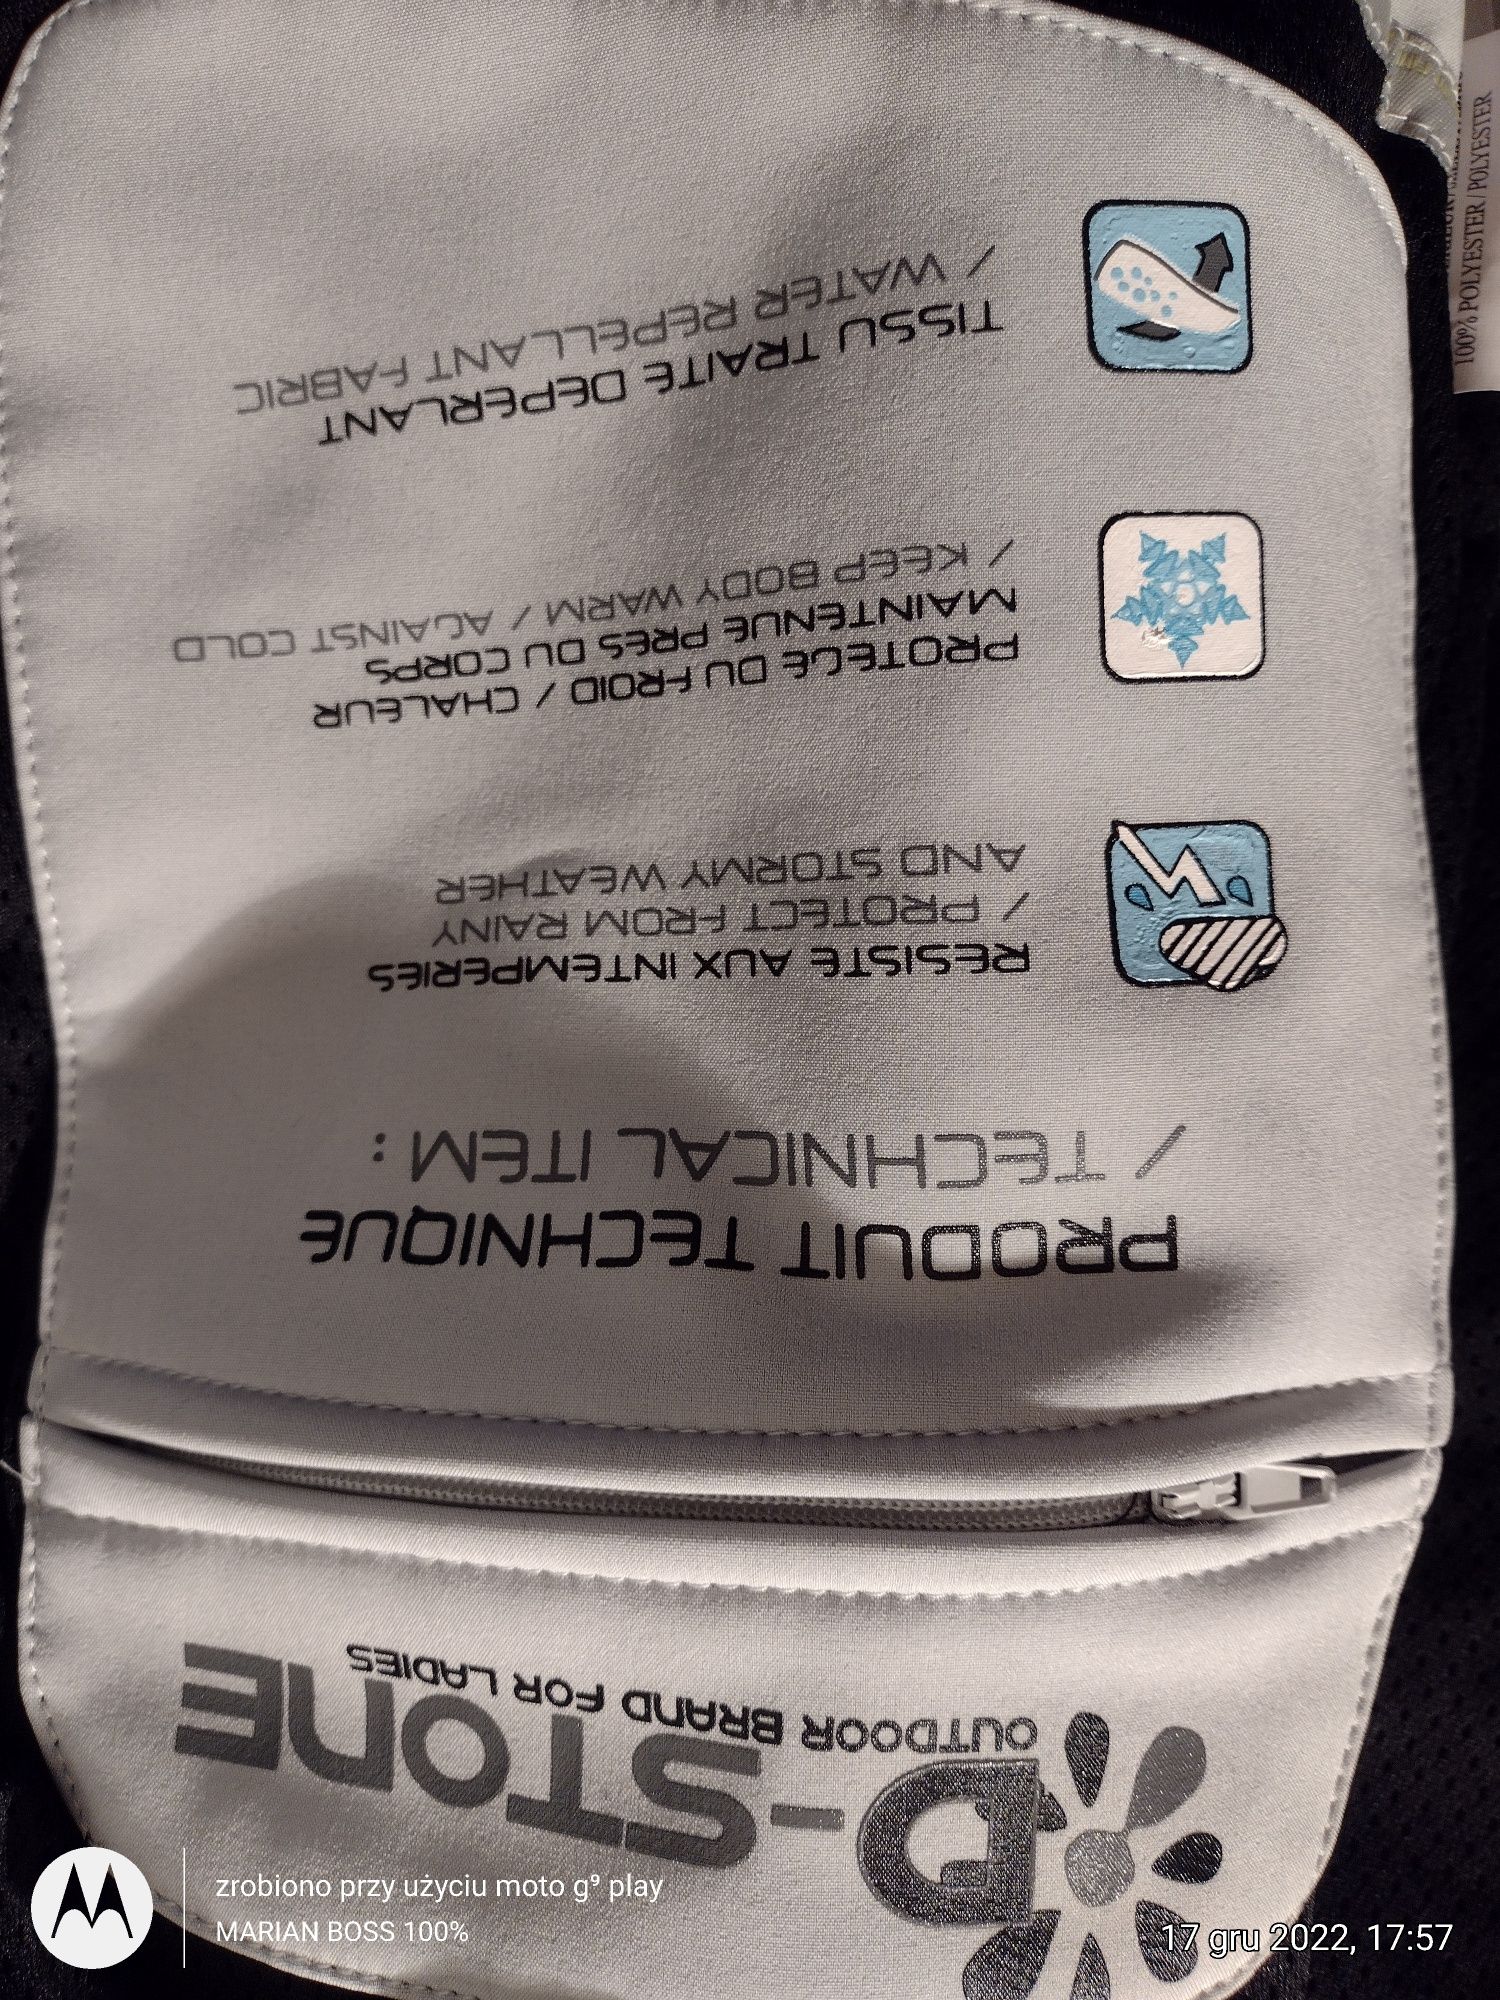 D-STONE
OUTDOOR BRAND FOR LADIES
PRODUIT TECHNIQUE
/ TECHNICAL ITEM :
RESISTE AUX INTEMPERIES
/ PROTECT FROM RAINY
AND STORMY WEATHER
PROTEGE DU FROID / CHALEUR
MAINTENUE PRES DU CORPS
/ KEEP BODY WARM / AGAINST COLD
TISSU TRAITE DEPERLANT
/ WATER REPELLANT FABRIC
100% POLYESTER / POLYESTER
zrobiono przy użyciu moto g⁹ play
MARIAN BOSS 100%
17 gru 2022, 17:57